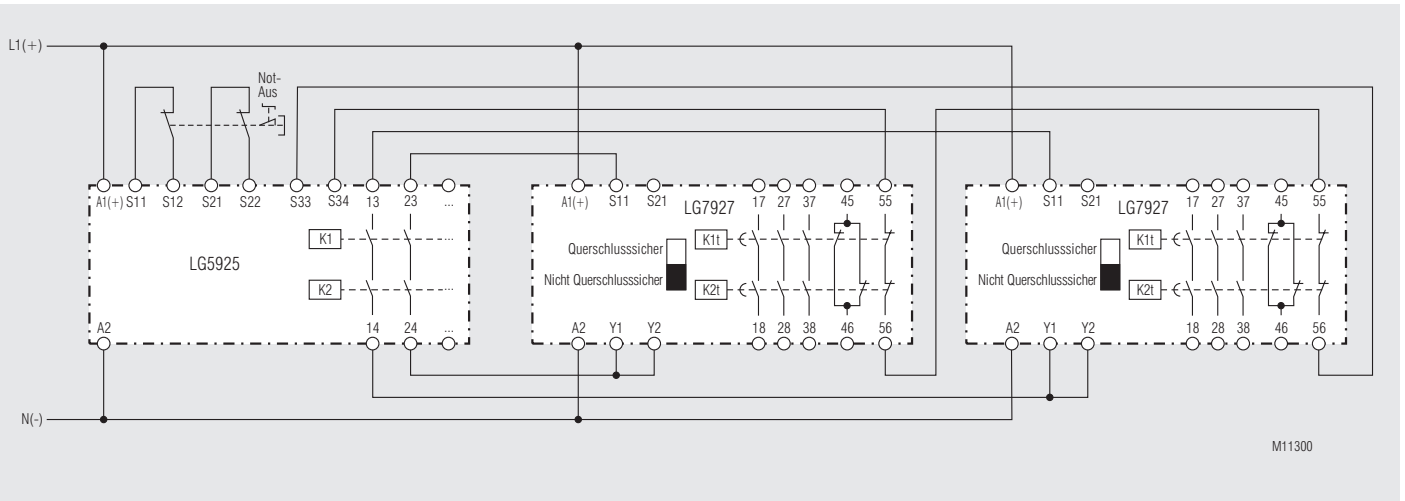 L1(+)
Not-
Aus
A1(+) S11 S12 S21 S22 S33 S34 13 23 ...
A1(+) S11 S21 17 27 37 45 55
A1(+) S11 S21 17 27 37 45 55
LG5925
K1 ...
K2 ...
LG7927
Querschlusssicher
Nicht Querschlusssicher
K1t
K2t
LG7927
Querschlusssicher
Nicht Querschlusssicher
K1t
K2t
A2 14 24 ...
A2 Y1 Y2 18 28 38 46 56
A2 Y1 Y2 18 28 38 46 56
N(-)
M11300